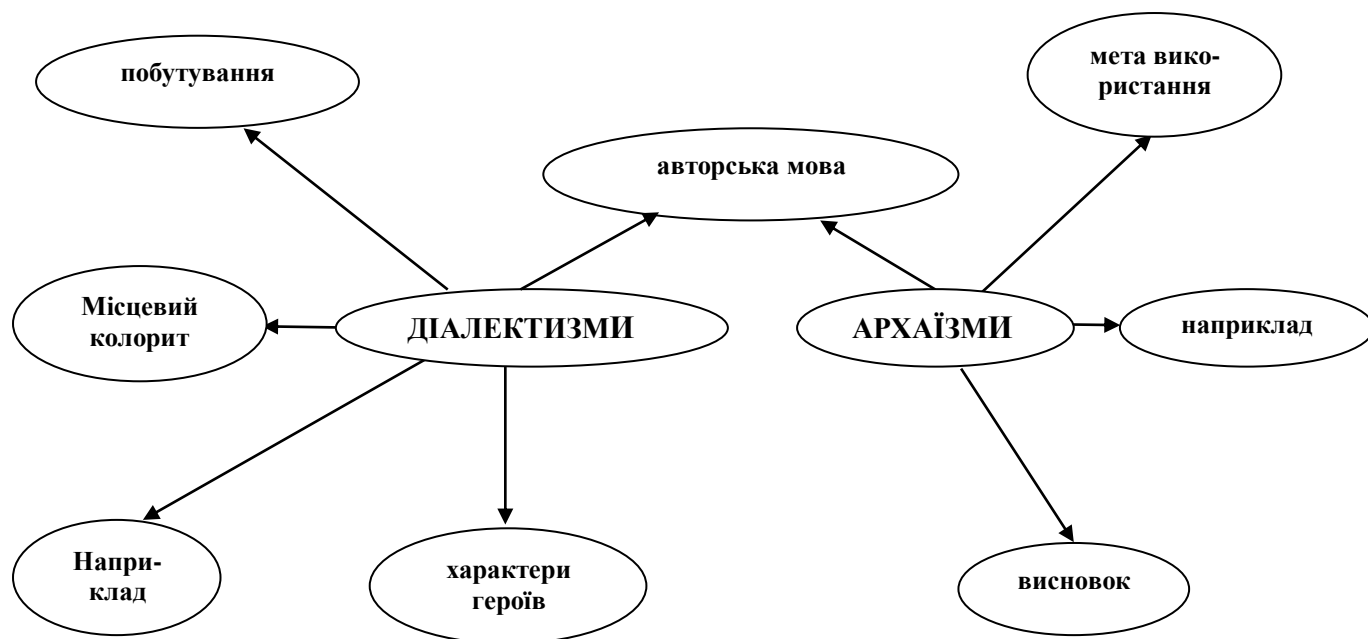 побутування
мета вико-
ристання
авторська мова
Місцевий
колорит
ДІАЛЕКТИЗМИ
АРХАЇЗМИ
наприклад
Напри-
клад
характери
героїв
висновок